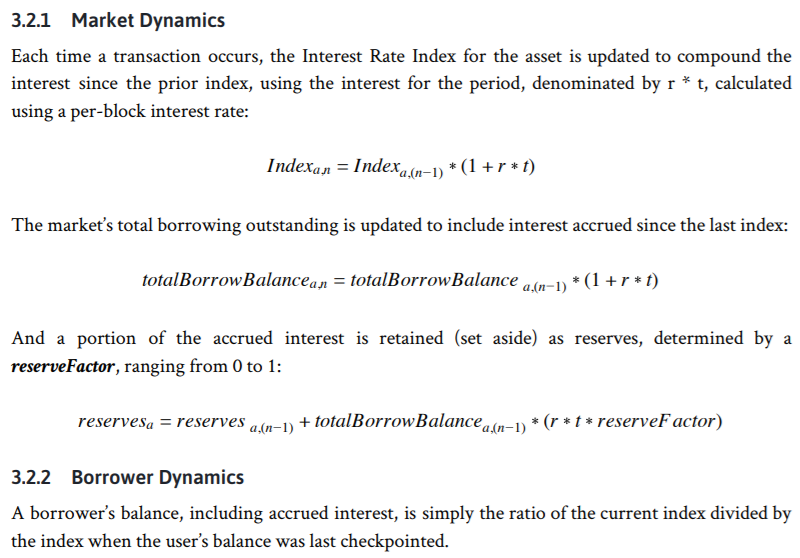 3.2.1 Market Dynamics
Each time a transaction occurs, the Interest Rate Index for the asset is updated to compound the
interest since the prior index, using the interest for the period, denominated by r * t, calculated
using a per-block interest rate:
Index_{a,n} = Index_{a,(n−1)} * (1 + r * t)
The market’s total borrowing outstanding is updated to include interest accrued since the last index:
totalBorrowBalance_{a,n} = totalBorrowBalance_{a,(n−1)} * (1 + r * t)
And a portion of the accrued interest is retained (set aside) as reserves, determined by a
reserveFactor, ranging from 0 to 1:
reserves_{a} = reserves_{a,(n−1)} + totalBorrowBalance_{a,(n−1)} * (r * t * reserveFactor)
3.2.2 Borrower Dynamics
A borrower’s balance, including accrued interest, is simply the ratio of the current index divided by
the index when the user’s balance was last checkpointed.